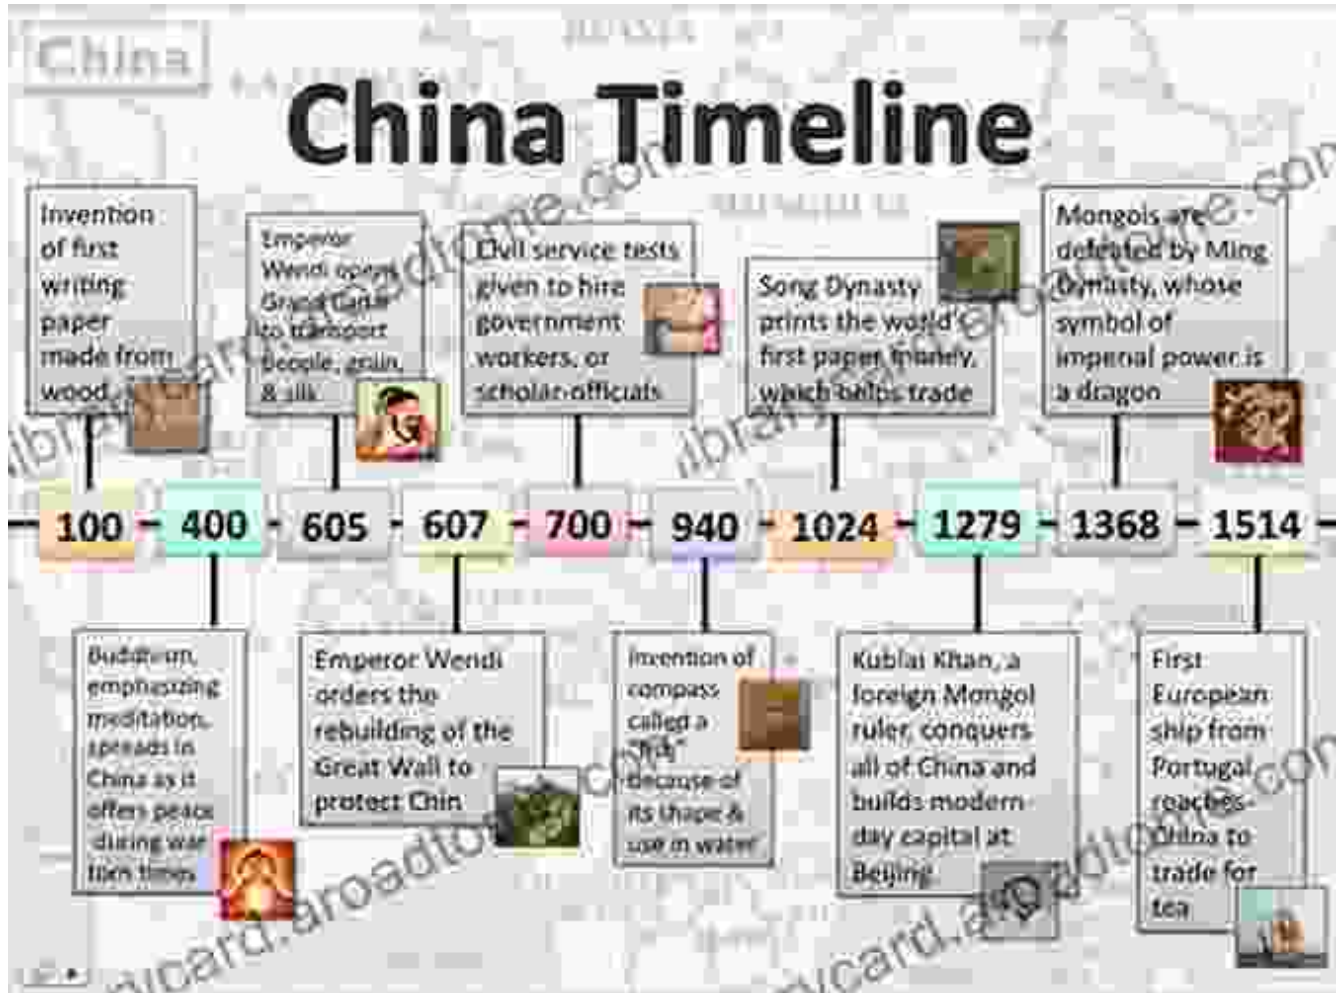 China
China Timeline
Invention
of first
writing
paper
made from
wood
Emperor
Wendi opens
Grand Canal
to transport
people, grain,
& silk
Civil service tests
given to hire
government
workers, or
scholar-officials
Song Dynasty
prints the world's
first paper money,
which helps trade
Mongols are
defeated by Ming
Dynasty, whose
symbol of
imperial power is
a dragon
100
400
605
607
700
940
1024
1279
1368
1514
Buddhism,
emphasizing
meditation,
spreads in
China as it
offers peace
during war
torn times
Emperor Wendi
orders the
rebuilding of the
Great Wall to
protect Chin
Invention of
compass
called a
"fish"
because of
its shape &
use in water
Kublai Khan, a
foreign Mongol
ruler, conquers
all of China and
builds modern-
day capital at
Beijing
First
European
ship from
Portugal
reaches
China to
trade for
tea